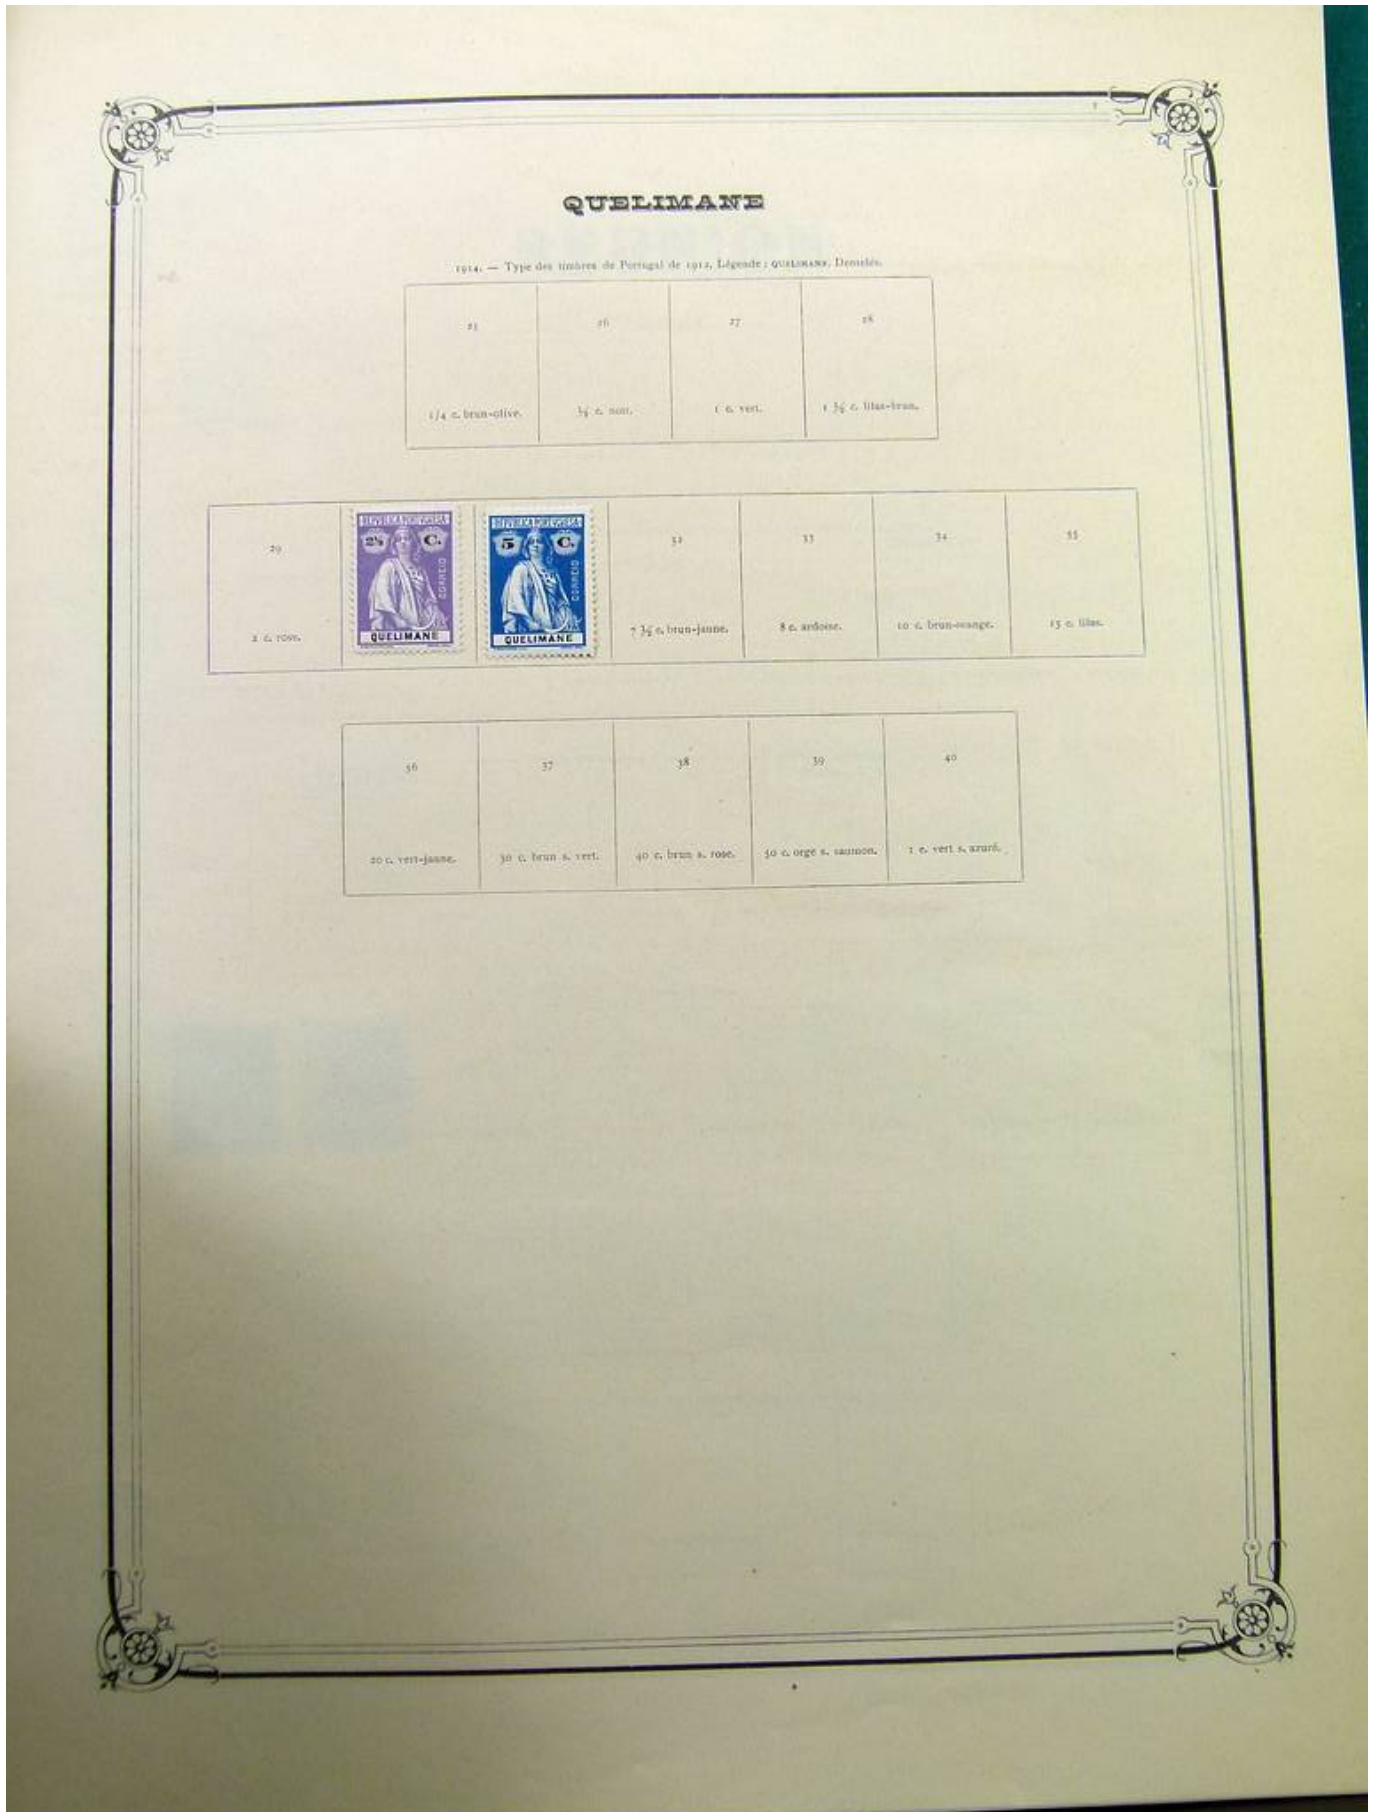 QUELIMANE
1914. — Type des timbres de Portugal de 1912, Légende : QUELIMANE. Dentelés.
25 26 27 28
1/4 c. brun-olive. ½ c. noir. 1 c. vert. 1 ½ c. lilas-brun.
29 32 33 34 35
REPUBLICA PORTUGUESA REPUBLICA PORTUGUESA
2½ C. 5 C.
CORREIO CORREIO
2 c. rose. QUELIMANE QUELIMANE 7 ½ c. brun-jaune. 8 c. ardoise. 10 c. brun-orange. 15 c. lilas.
36 37 38 39 40
20 c. vert-jaune. 30 c. brun s. vert. 40 c. brun s. rose. 50 c. orge s. saumon. 1 e. vert s. azuré.